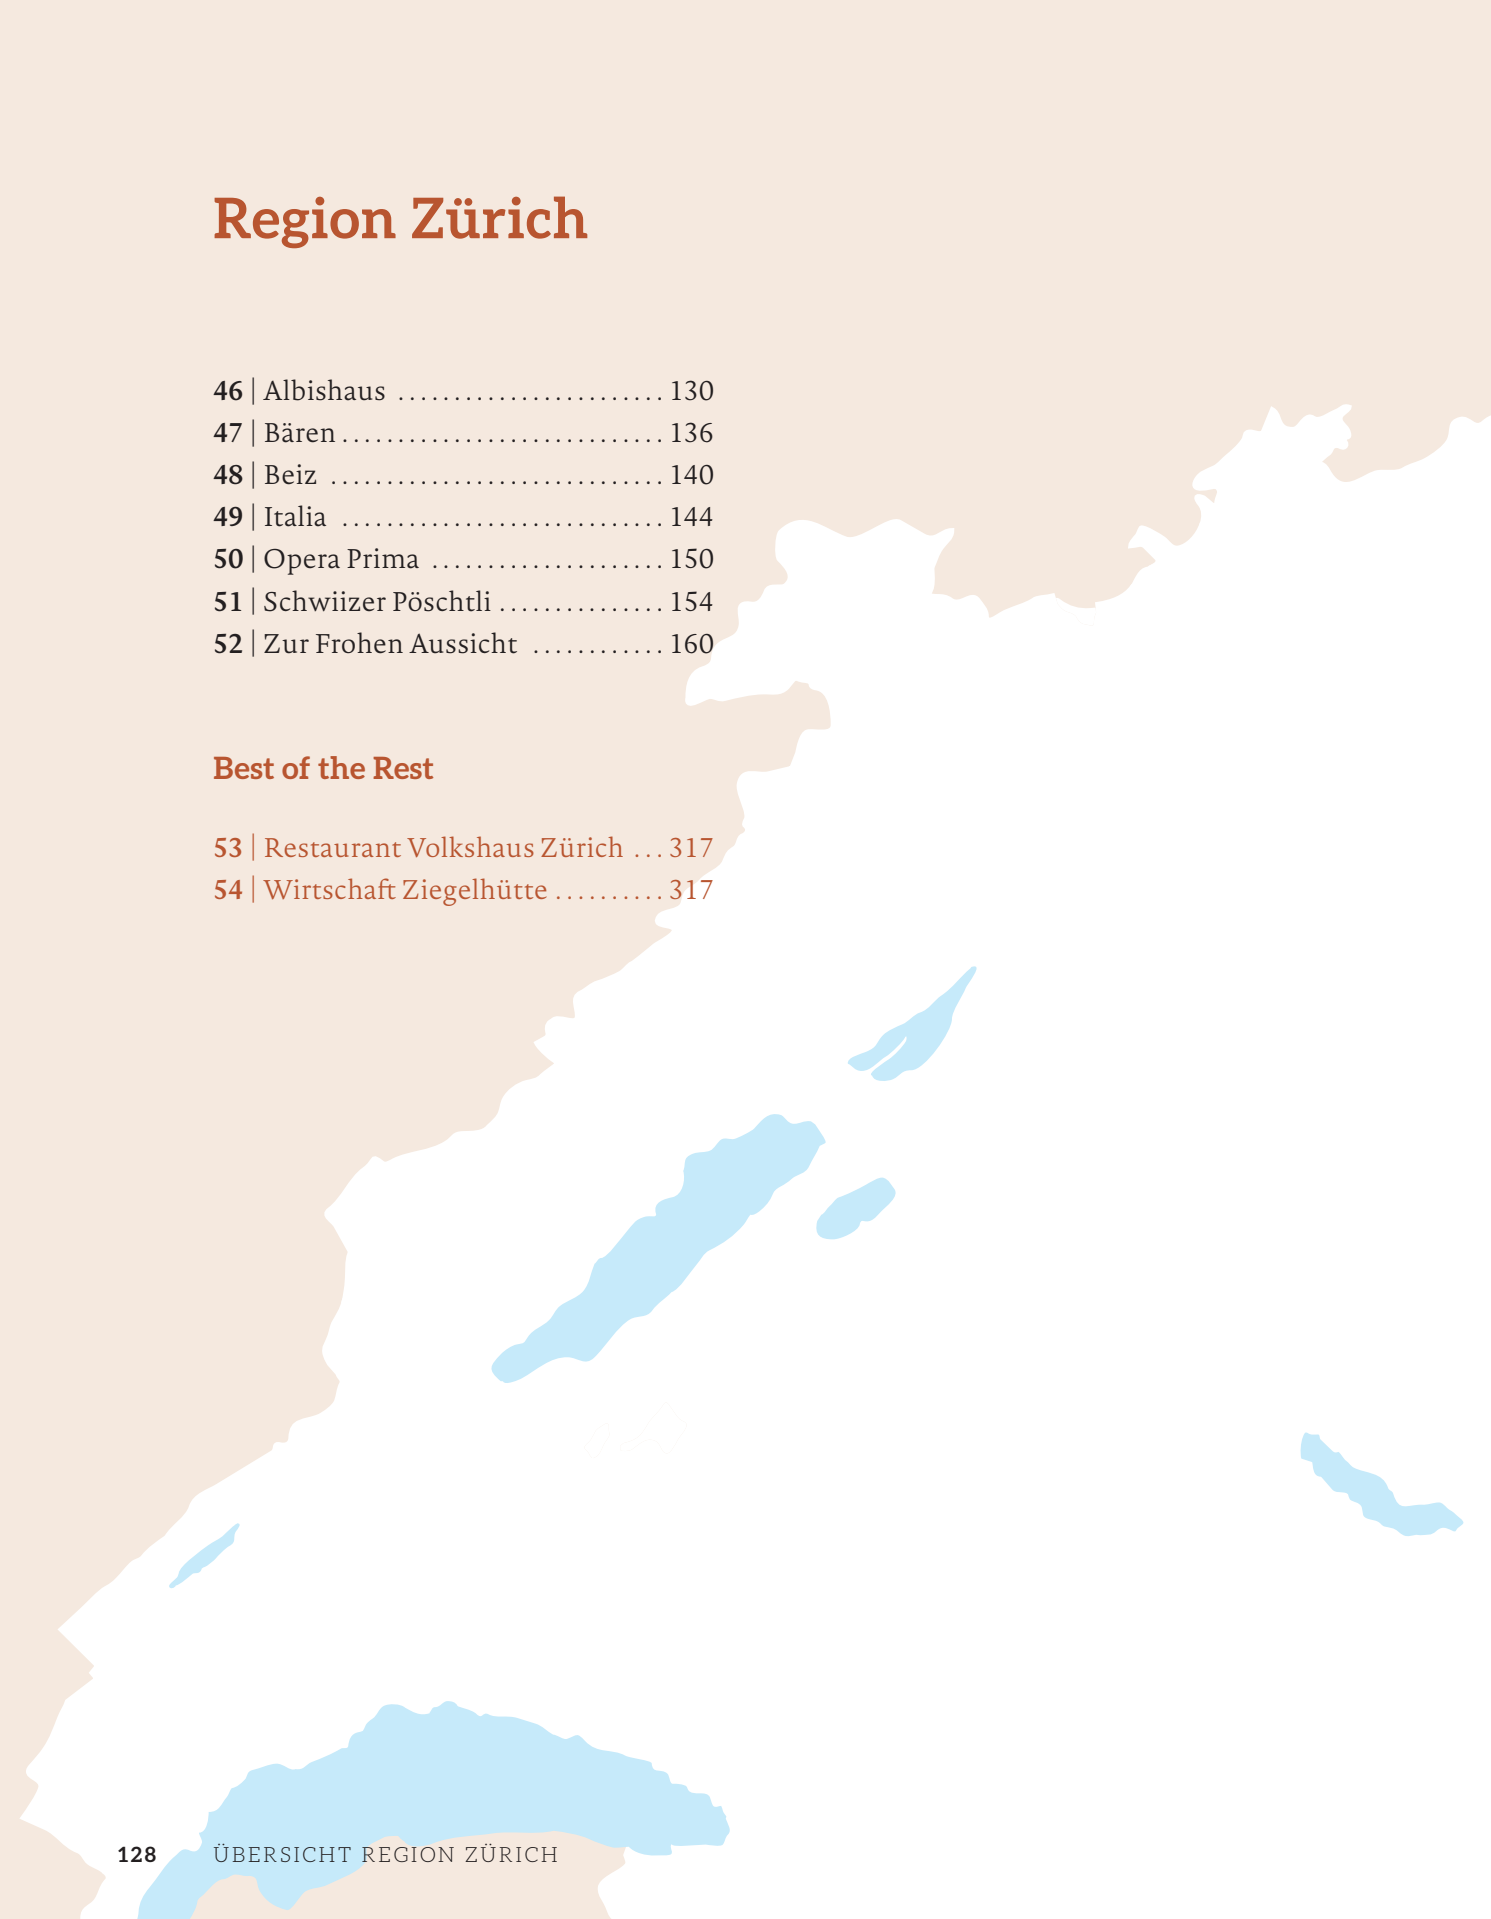 Region Zürich
46 | Albishaus ........................ 130
47 | Bären ............................. 136
48 | Beiz .............................. 140
49 | Italia ............................. 144
50 | Opera Prima ..................... 150
51 | Schwiizer Pöschtli ............... 154
52 | Zur Frohen Aussicht ............ 160
Best of the Rest
53 | Restaurant Volkshaus Zürich ... 317
54 | Wirtschaft Ziegelhütte .......... 317
128 ÜBERSICHT REGION ZÜRICH